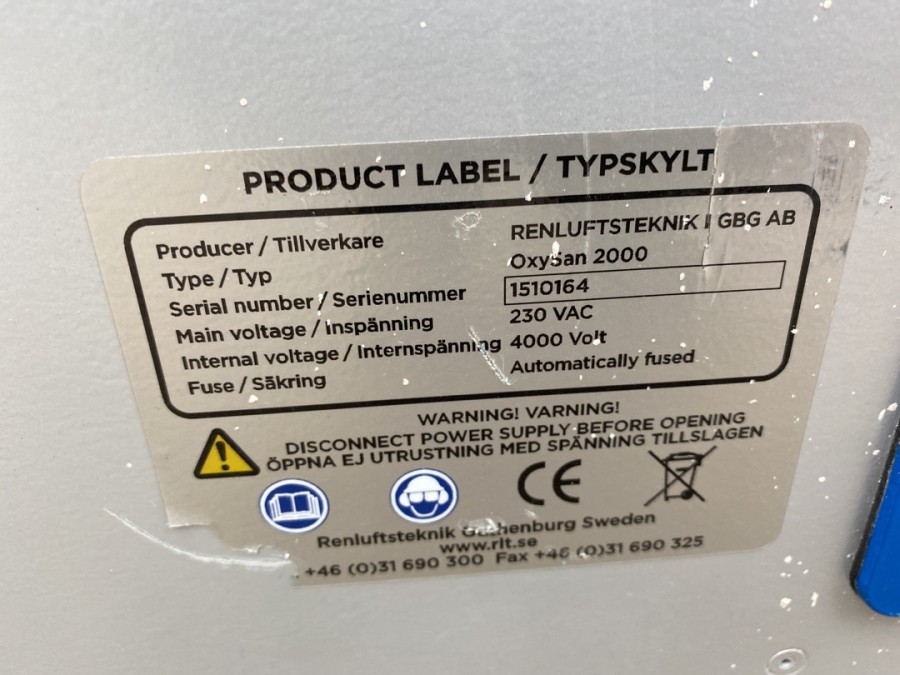 PRODUCT LABEL / TYPSKYLT
Producer / Tillverkare RENLUFTSTEKNIK I GBG AB
Type / Typ OxySan 2000
Serial number / Serienummer 1510164
Main voltage / Inspänning 230 VAC
Internal voltage / Internspänning 4000 Volt
Fuse / Säkring Automatically fused
WARNING! VARNING!
DISCONNECT POWER SUPPLY BEFORE OPENING
ÖPPNA EJ UTRUSTNING MED SPÄNNING TILLSLAGEN
CE
Renluftsteknik Gothenburg Sweden
www.rlt.se
+46 (0)31 690 300 Fax +46 (0)31 690 325